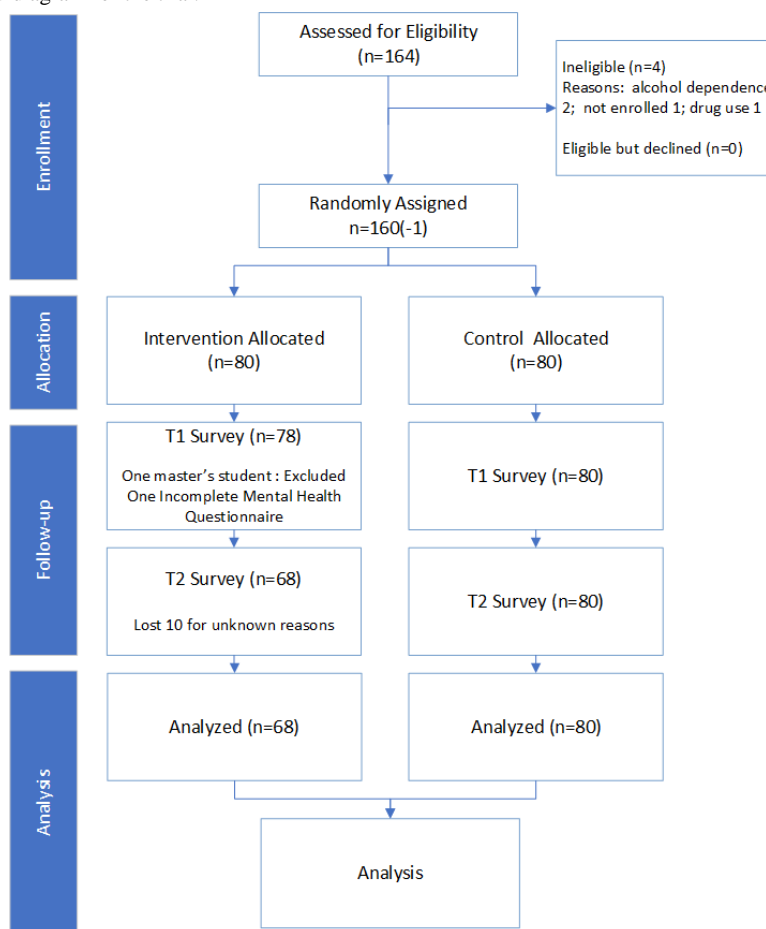 Assessed for Eligibility
(n=164)
Ineligible (n=4)
Reasons: alcohol dependence
2; not enrolled 1; drug use 1
Eligible but declined (n=0)
Enrollment
Randomly Assigned
n=160(-1)
Allocation
Intervention Allocated
(n=80)
Control Allocated
(n=80)
Follow-up
T1 Survey (n=78)
One master's student : Excluded
One Incomplete Mental Health
Questionnaire
T1 Survey (n=80)
T2 Survey (n=68)
Lost 10 for unknown reasons
T2 Survey (n=80)
Analysis
Analyzed (n=68)
Analyzed (n=80)
Analysis